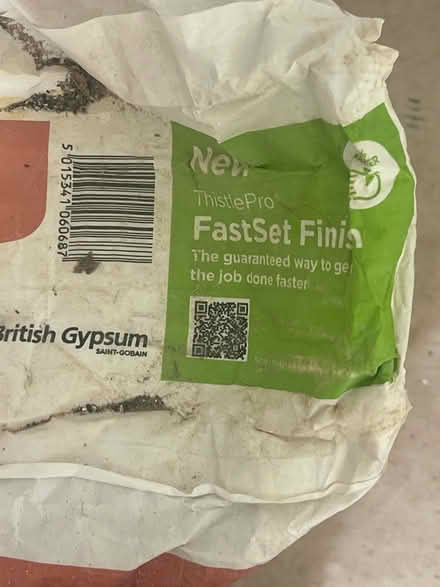 5 015341 060687
New
ThistlePro
FastSet Finis
The guaranteed way to ge
the job done faster
British Gypsum
SAINT-GOBAIN